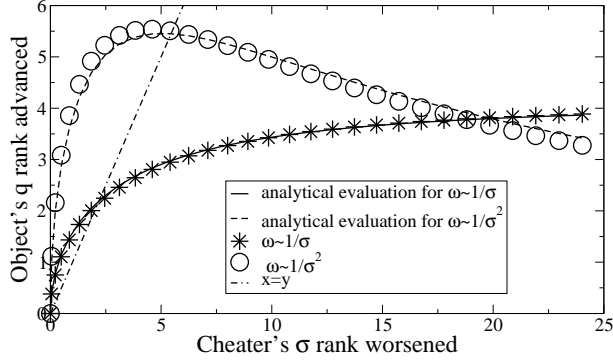 Object's q rank advanced
6
5
4
3
2
1
0
0
5
10
15
20
25
Cheater's σ rank worsened
analytical evaluation for ω~1/σ
analytical evaluation for ω~1/σ²
ω~1/σ
ω~1/σ²
x=y